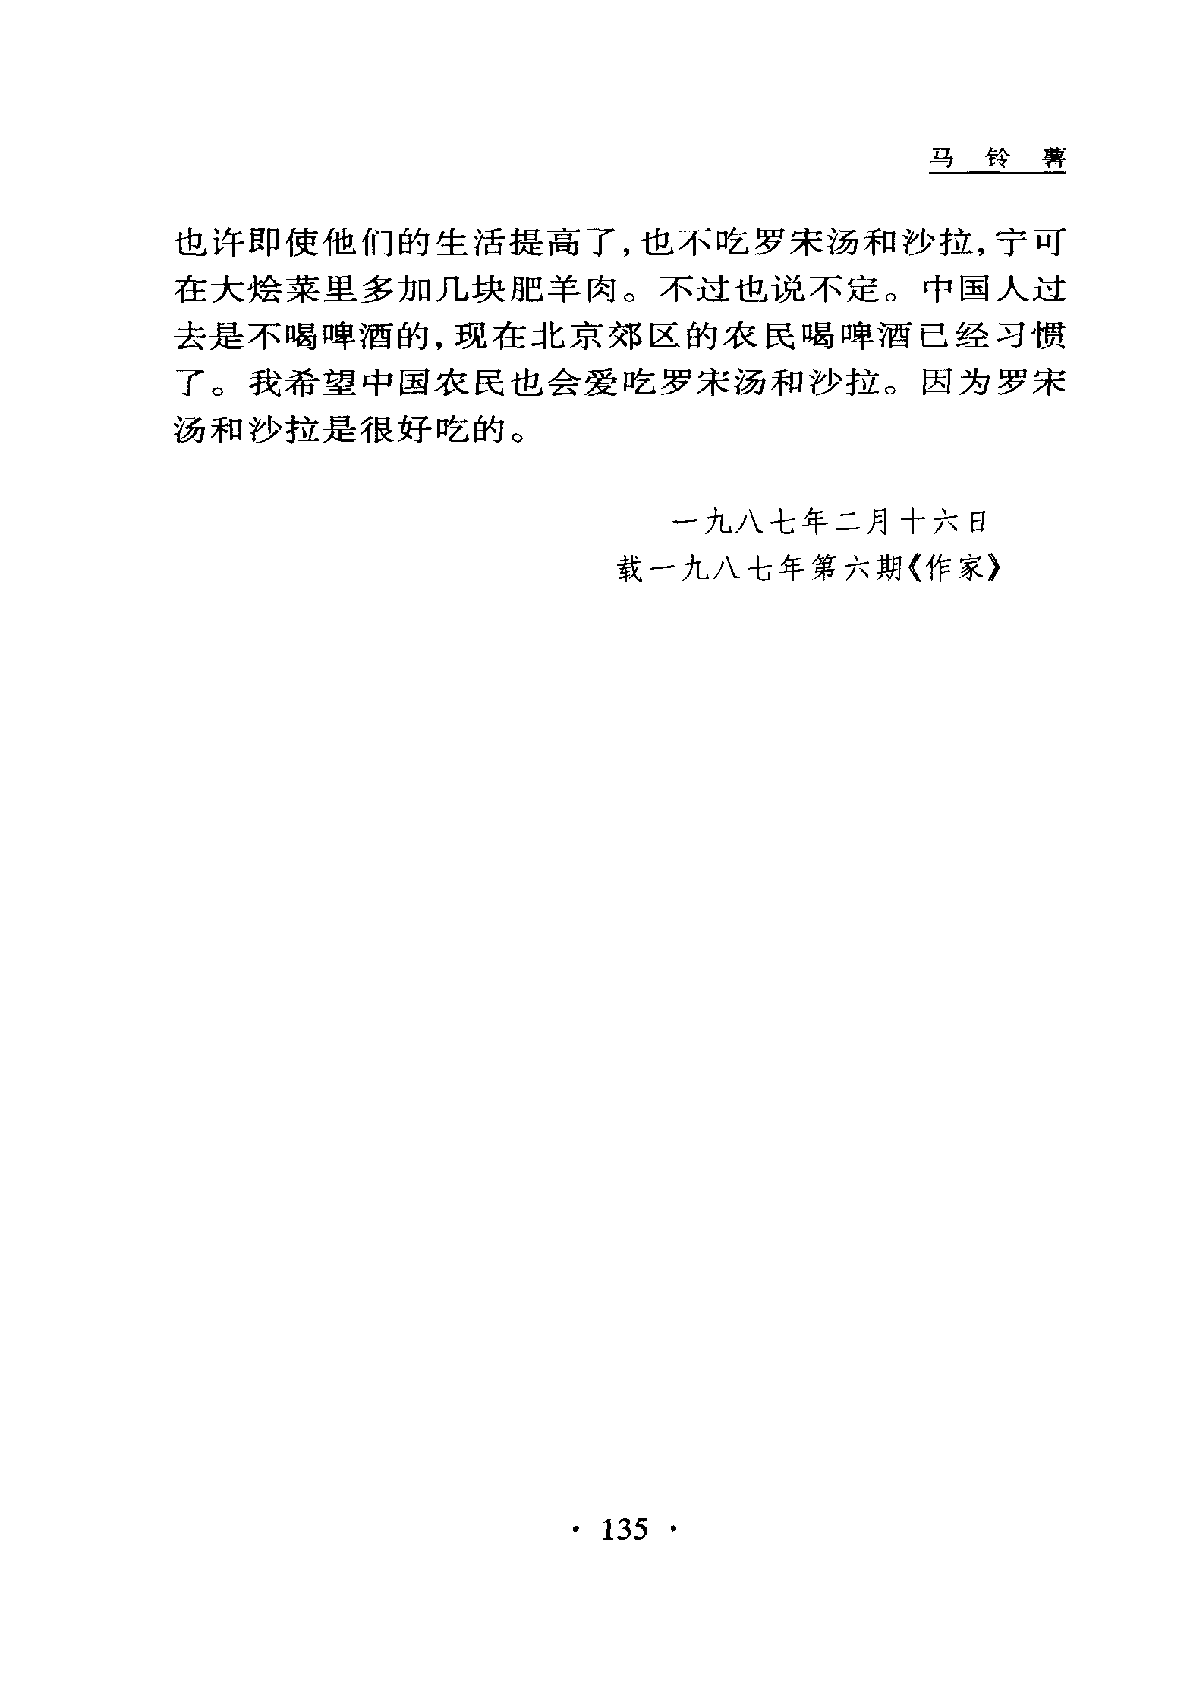 马铃薯
也许即使他们的生活提高了,也不吃罗宋汤和沙拉,宁可
在大烩菜里多加几块肥羊肉。不过也说不定。中国人过
去是不喝啤酒的,现在北京郊区的农民喝啤酒已经习惯
了。我希望中国农民也会爱吃罗宋汤和沙拉。因为罗宋
汤和沙拉是很好吃的。
一九八七年二月十六日
载一九八七年第六期《作家》
· 135 ·